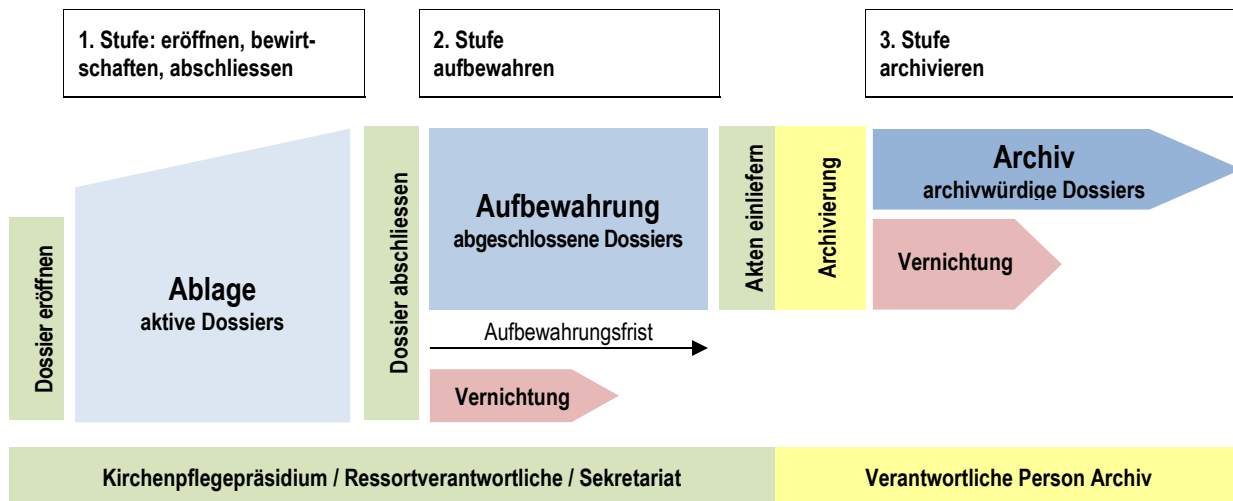 1. Stufe: eröffnen, bewirt-
schaften, abschliessen
2. Stufe
aufbewahren
3. Stufe
archivieren
Dossier eröffnen
Ablage
aktive Dossiers
Dossier abschliessen
Aufbewahrung
abgeschlossene Dossiers
Aufbewahrungsfrist
Vernichtung
Akten einliefern
Archivierung
Archiv
archivwürdige Dossiers
Vernichtung
Kirchenpflegepräsidium / Ressortverantwortliche / Sekretariat
Verantwortliche Person Archiv